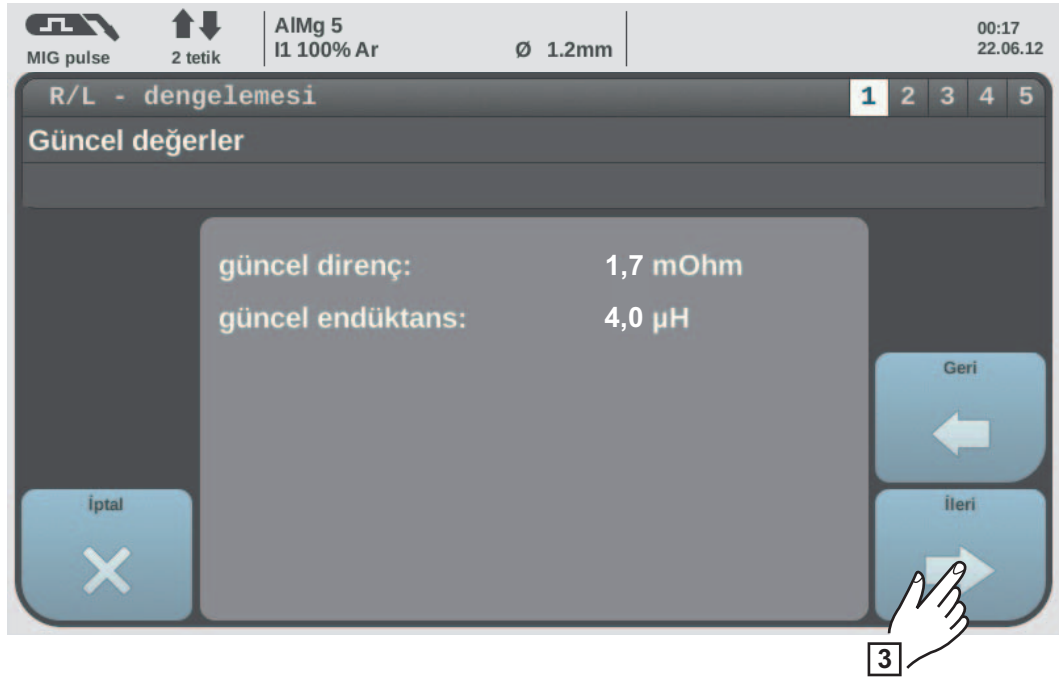 MIG pulse
2 tetik
AlMg 5
I1 100% Ar Ø 1.2mm
00:17
22.06.12
R/L - dengelemesi 1 2 3 4 5
Güncel değerler
güncel direnç: 1,7 mOhm
güncel endüktans: 4,0 µH
Geri
İptal
İleri
3